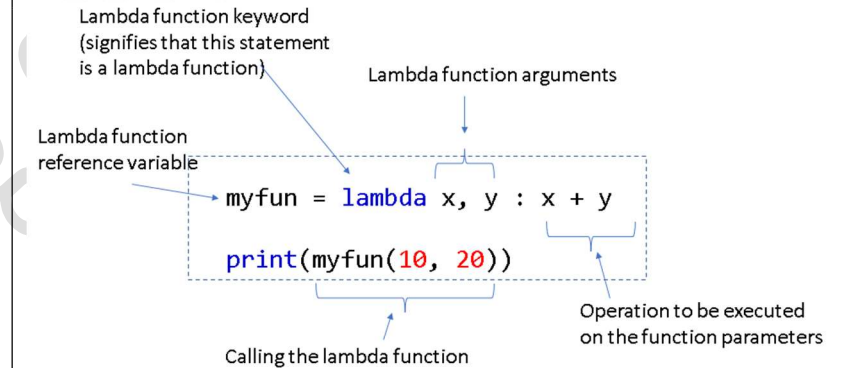 Lambda function keyword
(signifies that this statement
is a lambda function)
Lambda function arguments
Lambda function
reference variable
myfun = lambda x, y : x + y
print(myfun(10, 20))
Operation to be executed
on the function parameters
Calling the lambda function